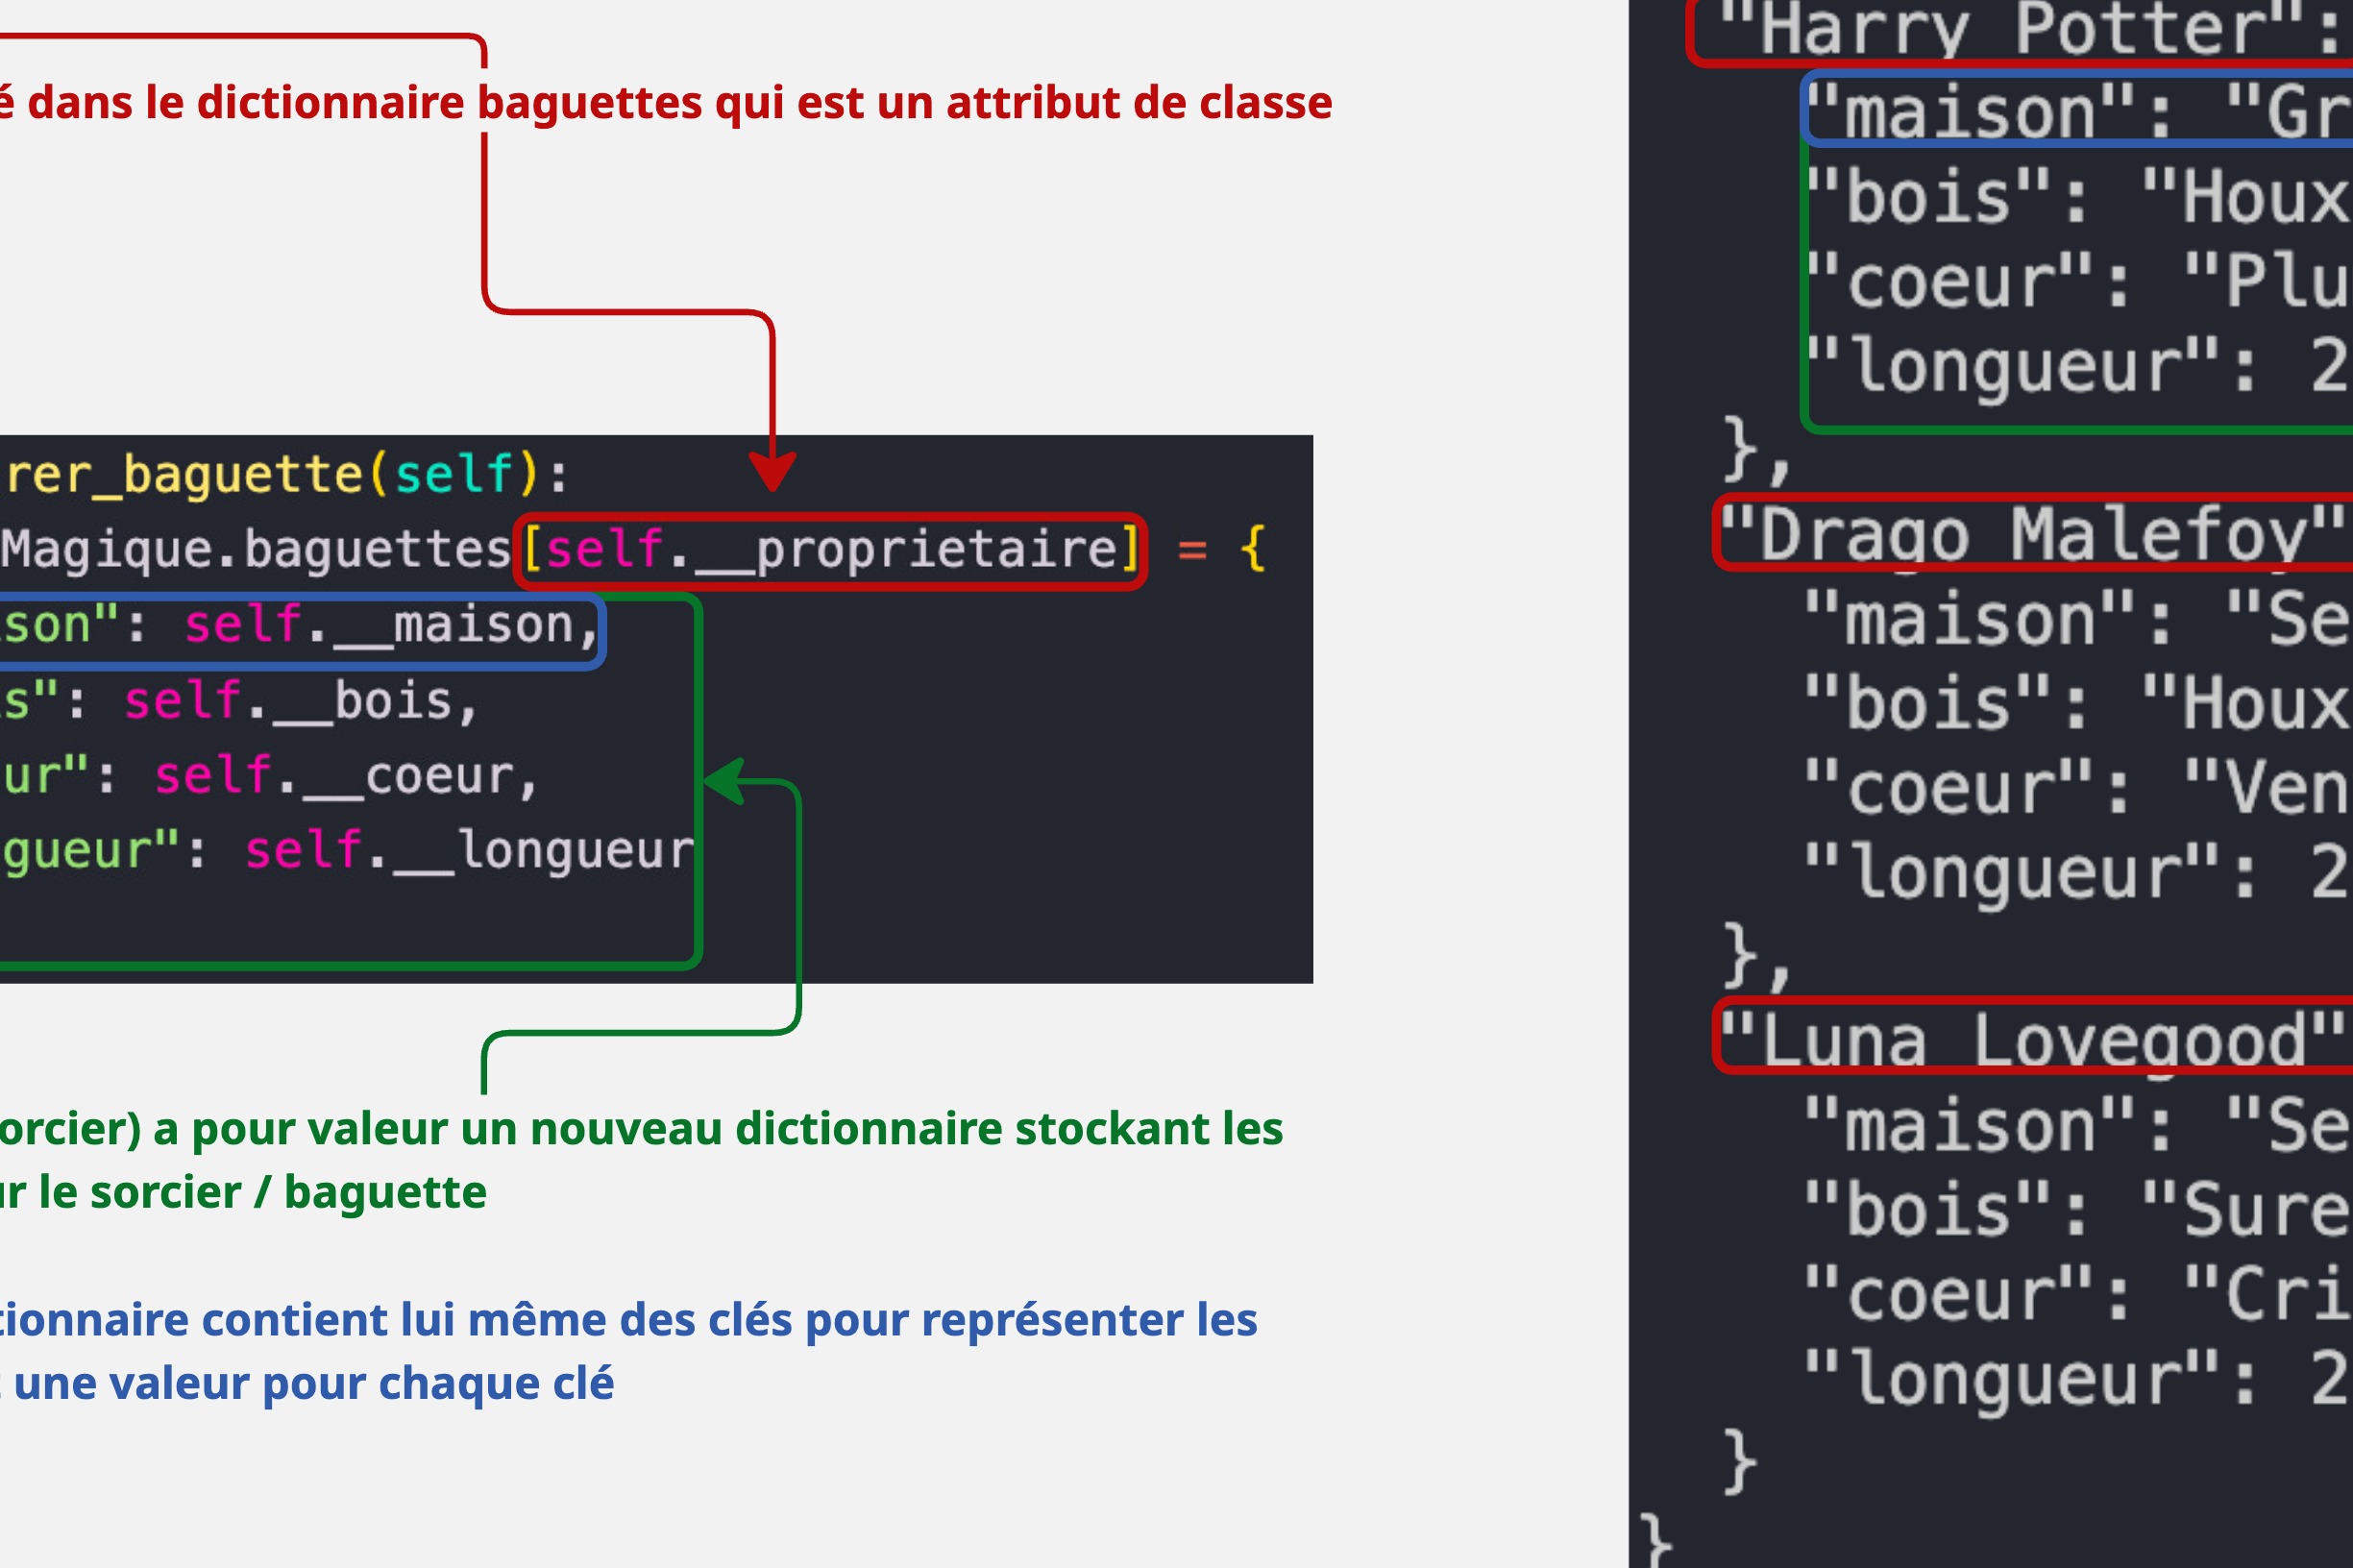 é dans le dictionnaire baguettes qui est un attribut de classe
rer_baguette(self):
Magique.baguettes[self.__proprietaire] = {
son": self.__maison,
s": self.__bois,
ur": self.__coeur,
gueur": self.__longueur
orcier) a pour valeur un nouveau dictionnaire stockant les
r le sorcier / baguette
tionnaire contient lui même des clés pour représenter les
une valeur pour chaque clé
"Harry Potter":
"maison": "Gr
"bois": "Houx
"coeur": "Plu
"longueur": 2
},
"Drago Malefoy"
"maison": "Se
"bois": "Houx
"coeur": "Ven
"longueur": 2
},
"Luna Lovegood"
"maison": "Se
"bois": "Sure
"coeur": "Cri
"longueur": 2
}
}